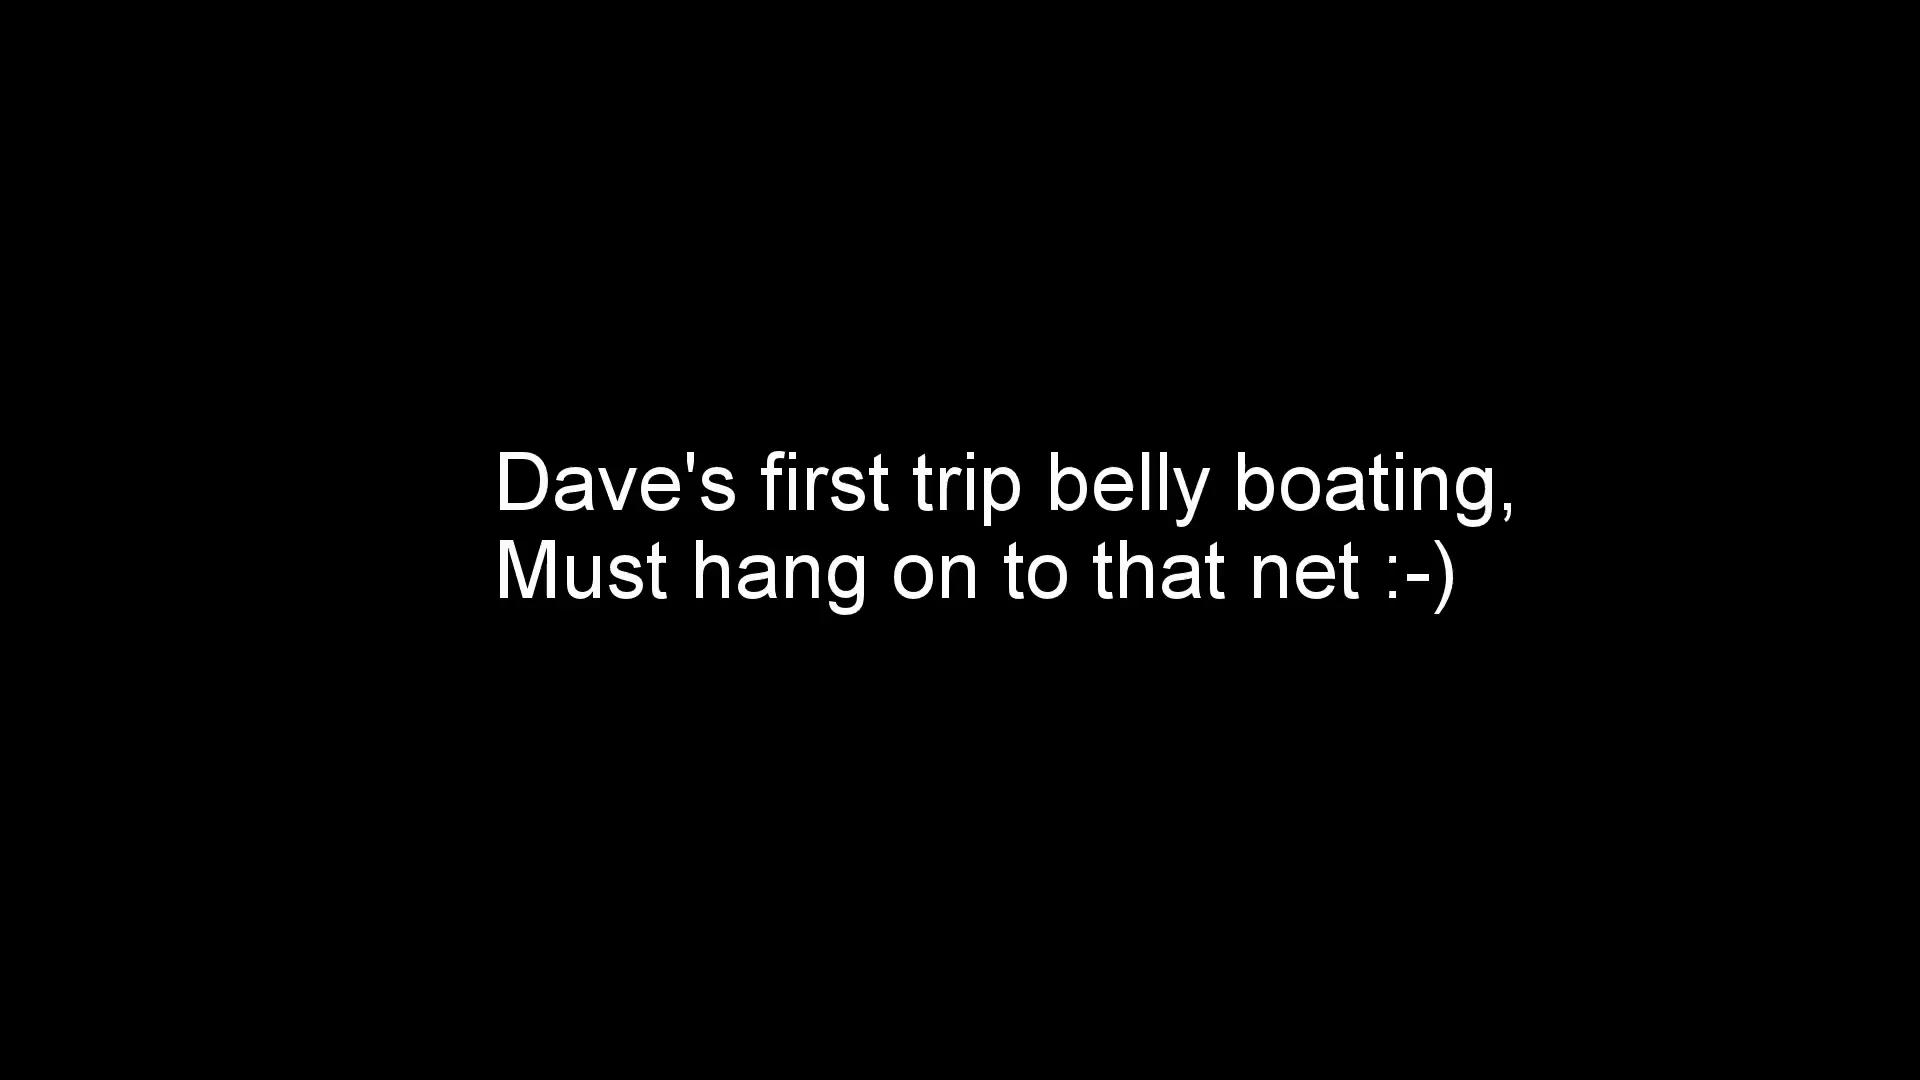 Dave's first trip belly boating,
Must hang on to that net :-)